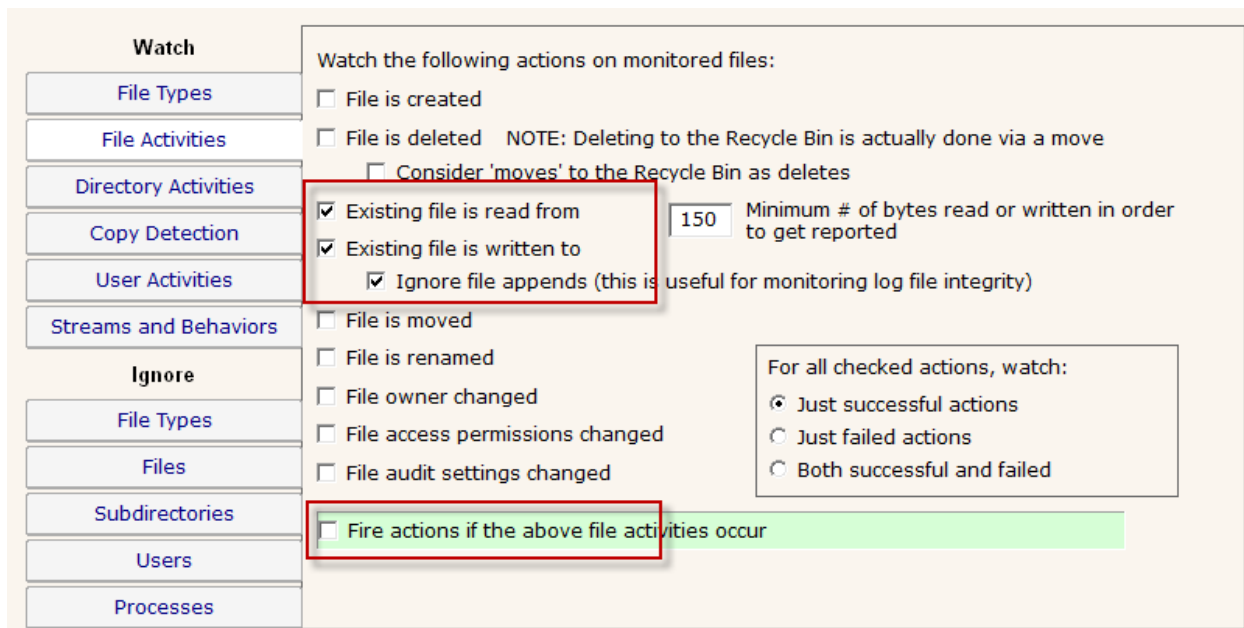 Watch
File Types
File Activities
Directory Activities
Copy Detection
User Activities
Streams and Behaviors
Ignore
File Types
Files
Subdirectories
Users
Processes
Watch the following actions on monitored files:
File is created
File is deleted NOTE: Deleting to the Recycle Bin is actually done via a move
Consider 'moves' to the Recycle Bin as deletes
Existing file is read from
150 Minimum # of bytes read or written in order
to get reported
Existing file is written to
Ignore file appends (this is useful for monitoring log file integrity)
File is moved
File is renamed
File owner changed
File access permissions changed
File audit settings changed
For all checked actions, watch:
Just successful actions
Just failed actions
Both successful and failed
Fire actions if the above file activities occur